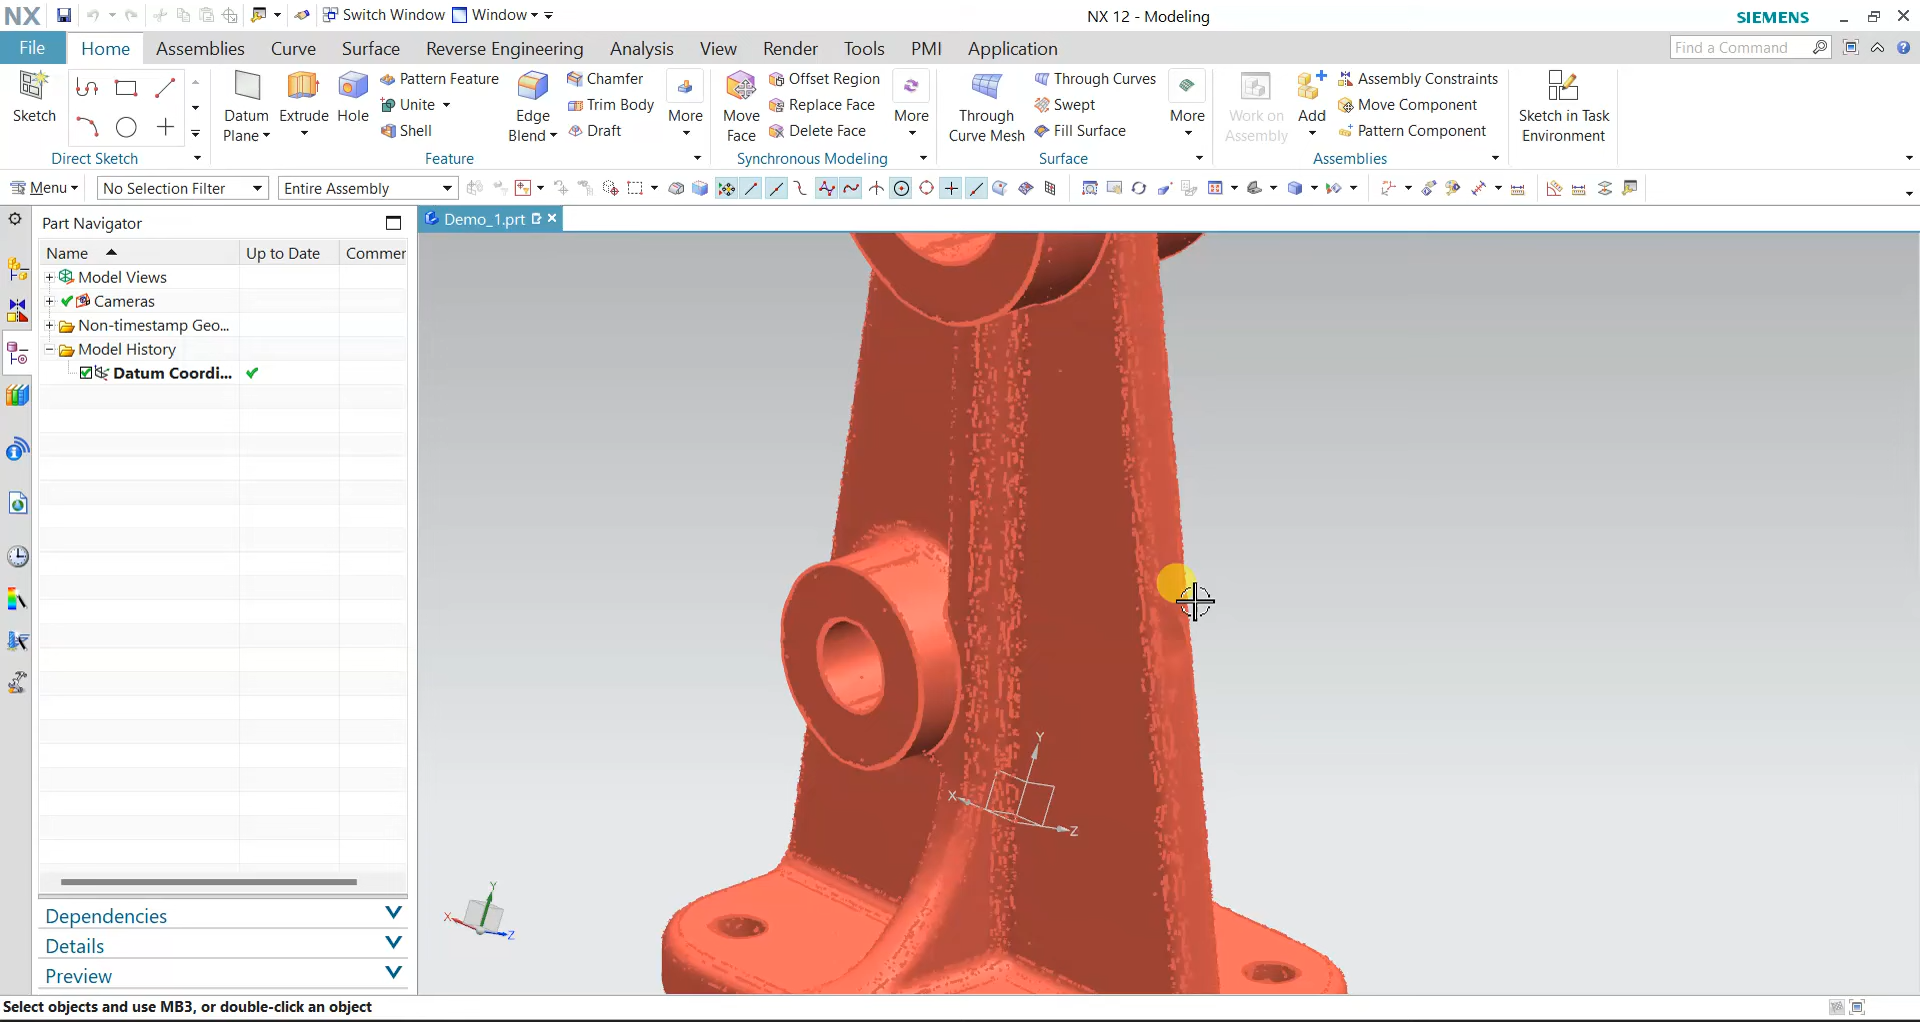 NX Switch Window Window NX 12 - Modeling SIEMENS
File Home Assemblies Curve Surface Reverse Engineering Analysis View Render Tools PMI Application Find a Command
Sketch
Direct Sketch
Datum Plane
Extrude
Hole
Pattern Feature
Unite
Shell
Edge Blend
Chamfer
Trim Body
Draft
More
Feature
Move Face
Offset Region
Replace Face
Delete Face
More
Synchronous Modeling
Through Curve Mesh
Through Curves
Swept
Fill Surface
More
Surface
Work on Assembly
Add
Assembly Constraints
Move Component
Pattern Component
Assemblies
Sketch in Task Environment
Menu No Selection Filter Entire Assembly
Part Navigator
Demo_1.prt
Name Up to Date Commer
Model Views
Cameras
Non-timestamp Geo...
Model History
Datum Coordi...
Y
X
Z
Y
X
Z
Dependencies
Details
Preview
Select objects and use MB3, or double-click an object